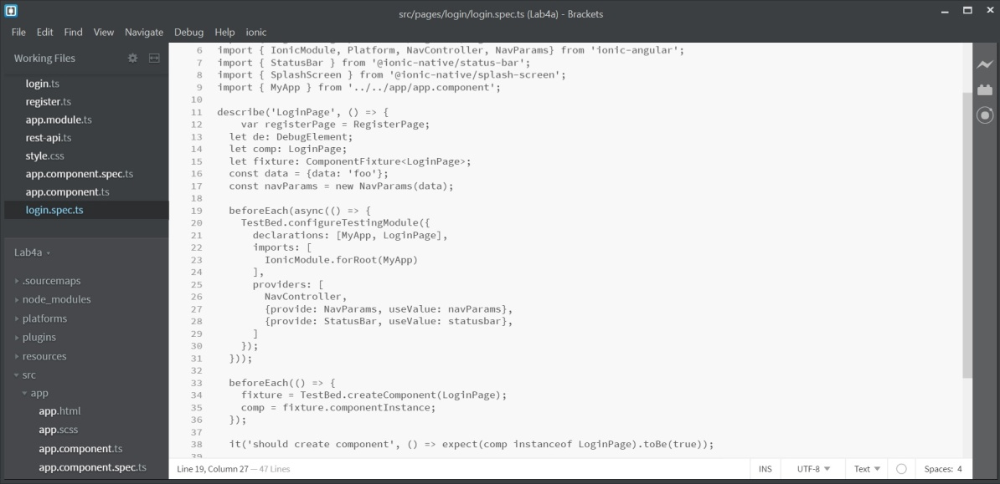 src/pages/login/login.spec.ts (Lab4a) - Brackets
File Edit Find View Navigate Debug Help ionic
Working Files
login.ts
register.ts
app.module.ts
rest-api.ts
style.css
app.component.spec.ts
app.component.ts
login.spec.ts
Lab4a
.sourcemaps
node_modules
platforms
plugins
resources
src
app
app.html
app.scss
app.component.ts
app.component.spec.ts
6 import { IonicModule, Platform, NavController, NavParams} from 'ionic-angular';
7 import { StatusBar } from '@ionic-native/status-bar';
8 import { SplashScreen } from '@ionic-native/splash-screen';
9 import { MyApp } from '../../app/app.component';
10
11 describe('LoginPage', () => {
12 var registerPage = RegisterPage;
13 let de: DebugElement;
14 let comp: LoginPage;
15 let fixture: ComponentFixture<LoginPage>;
16 const data = {data: 'foo'};
17 const navParams = new NavParams(data);
18
19 beforeEach(async(() => {
20 TestBed.configureTestingModule({
21 declarations: [MyApp, LoginPage],
22 imports: [
23 IonicModule.forRoot(MyApp)
24 ],
25 providers: [
26 NavController,
27 {provide: NavParams, useValue: navParams},
28 {provide: StatusBar, useValue: statusbar},
29 ]
30 });
31 }));
32
33 beforeEach(() => {
34 fixture = TestBed.createComponent(LoginPage);
35 comp = fixture.componentInstance;
36 });
37
38 it('should create component', () => expect(comp instanceof LoginPage).toBe(true));
39
Line 19, Column 27 — 47 Lines
INS UTF-8 Text Spaces: 4